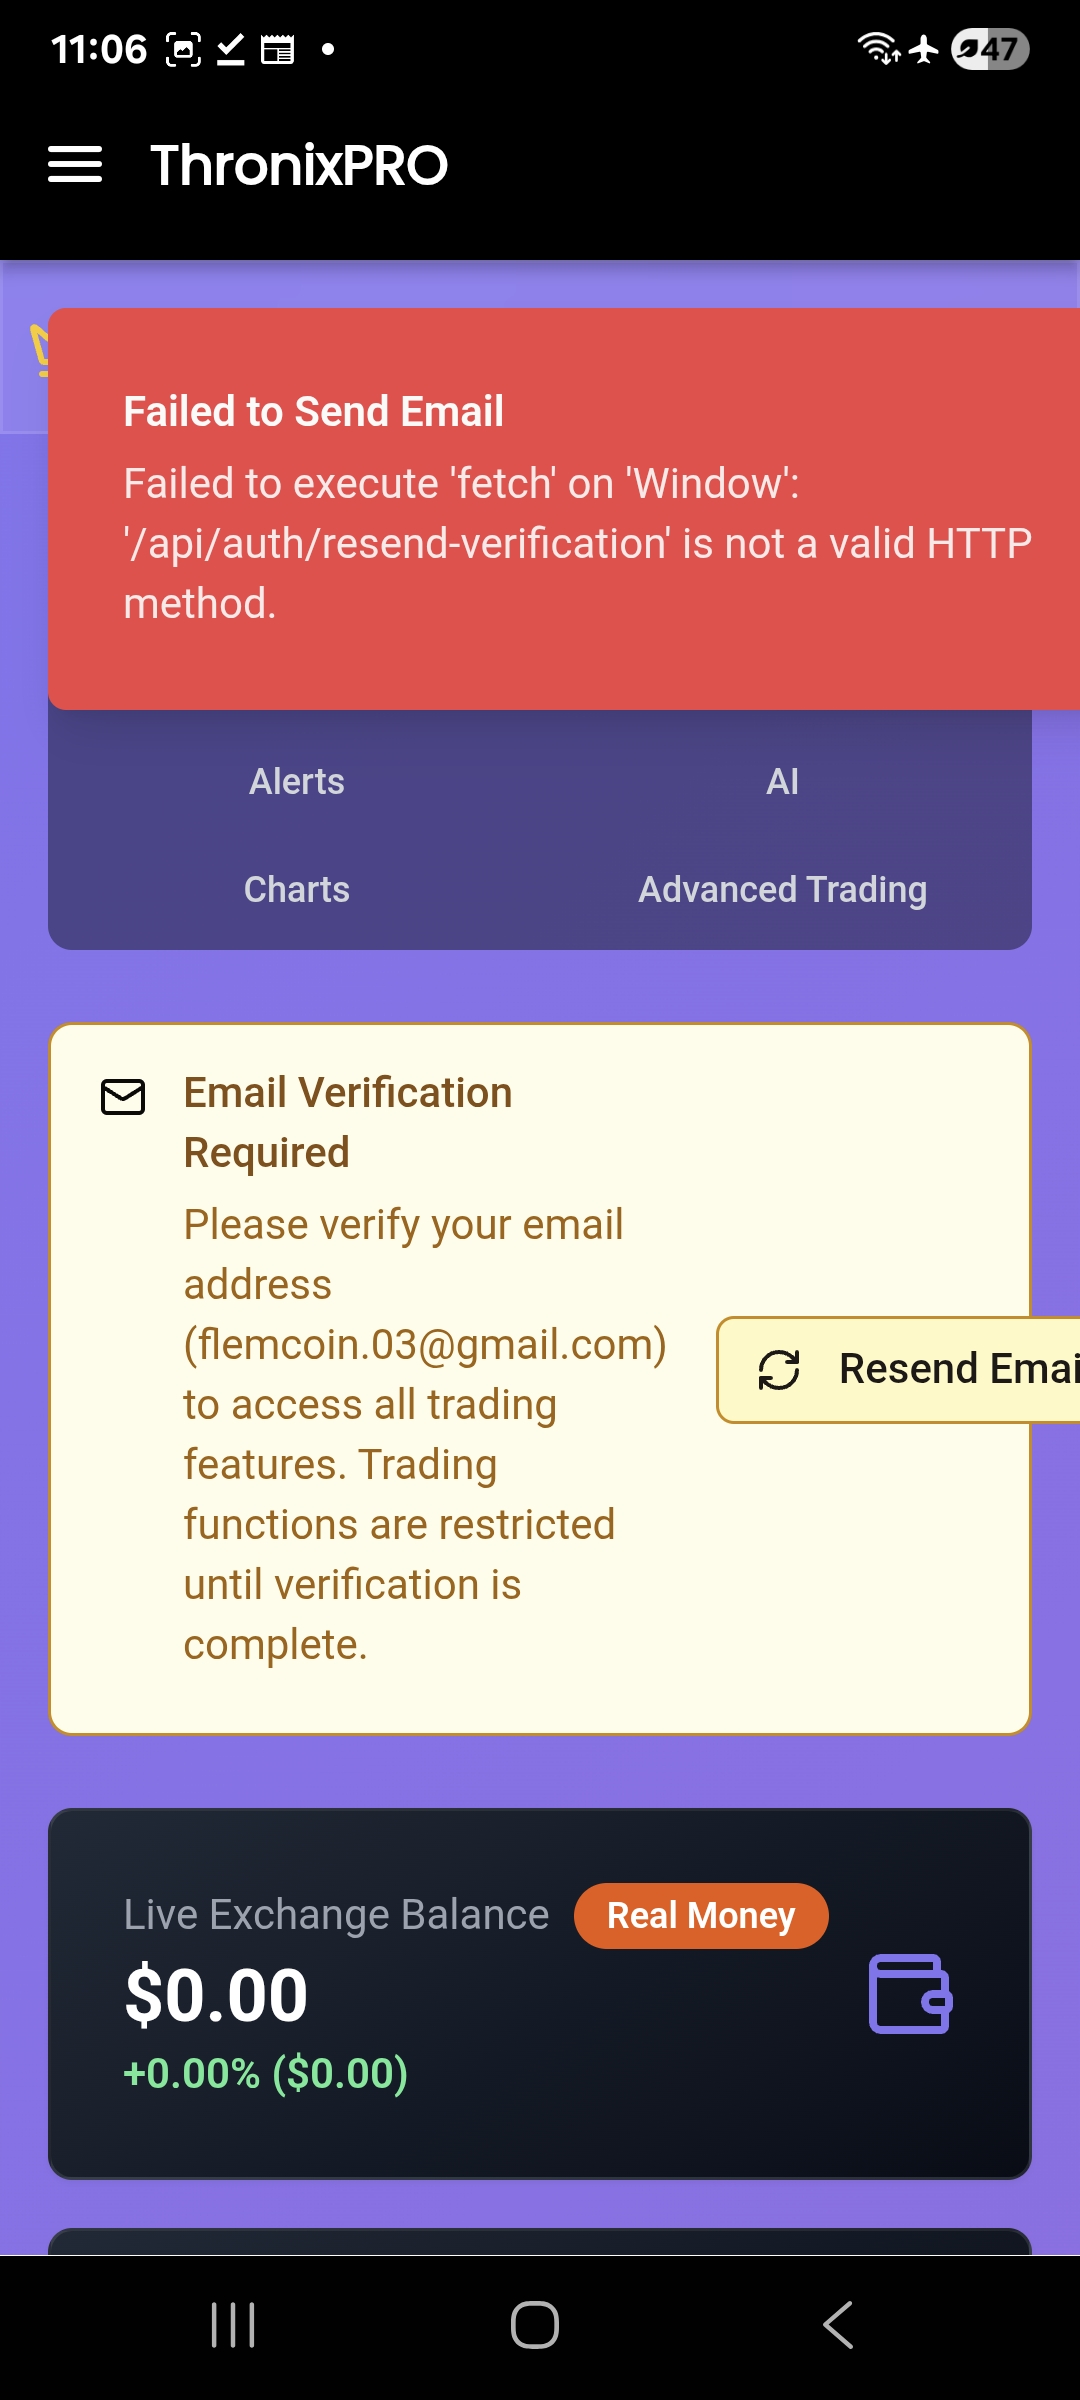 11:06
47
ThronixPRO
Failed to Send Email
Failed to execute 'fetch' on 'Window':
'/api/auth/resend-verification' is not a valid HTTP
method.
Alerts
AI
Charts
Advanced Trading
Email Verification
Required
Please verify your email
address
(flemcoin.03@gmail.com)
to access all trading
features. Trading
functions are restricted
until verification is
complete.
Resend Emai
Live Exchange Balance
Real Money
$0.00
+0.00% ($0.00)